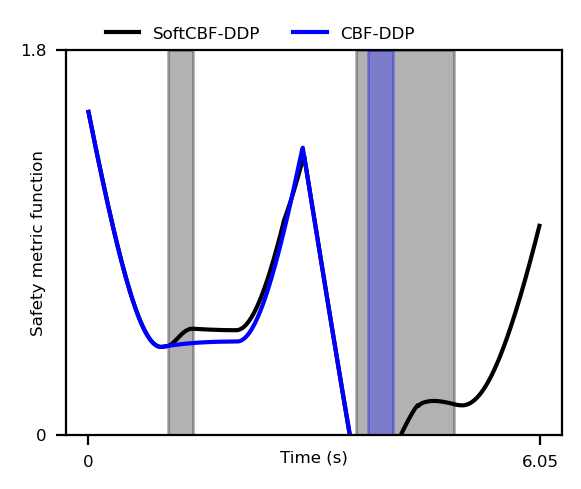 SoftCBF-DDP CBF-DDP
1.8
Safety metric function
0
0
Time (s)
6.05